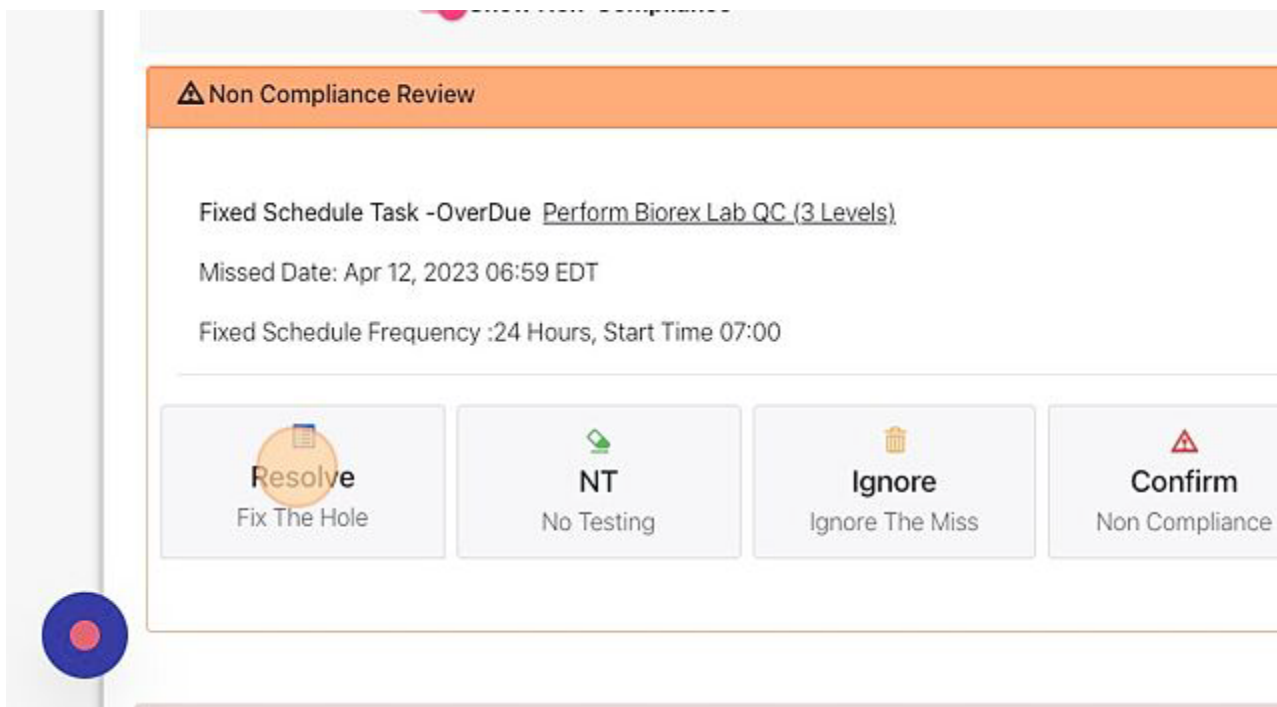 Non Compliance Review
Fixed Schedule Task -OverDue Perform Biorex Lab QC (3 Levels)
Missed Date: Apr 12, 2023 06:59 EDT
Fixed Schedule Frequency :24 Hours, Start Time 07:00
Resolve
Fix The Hole
NT
No Testing
Ignore
Ignore The Miss
Confirm
Non Compliance